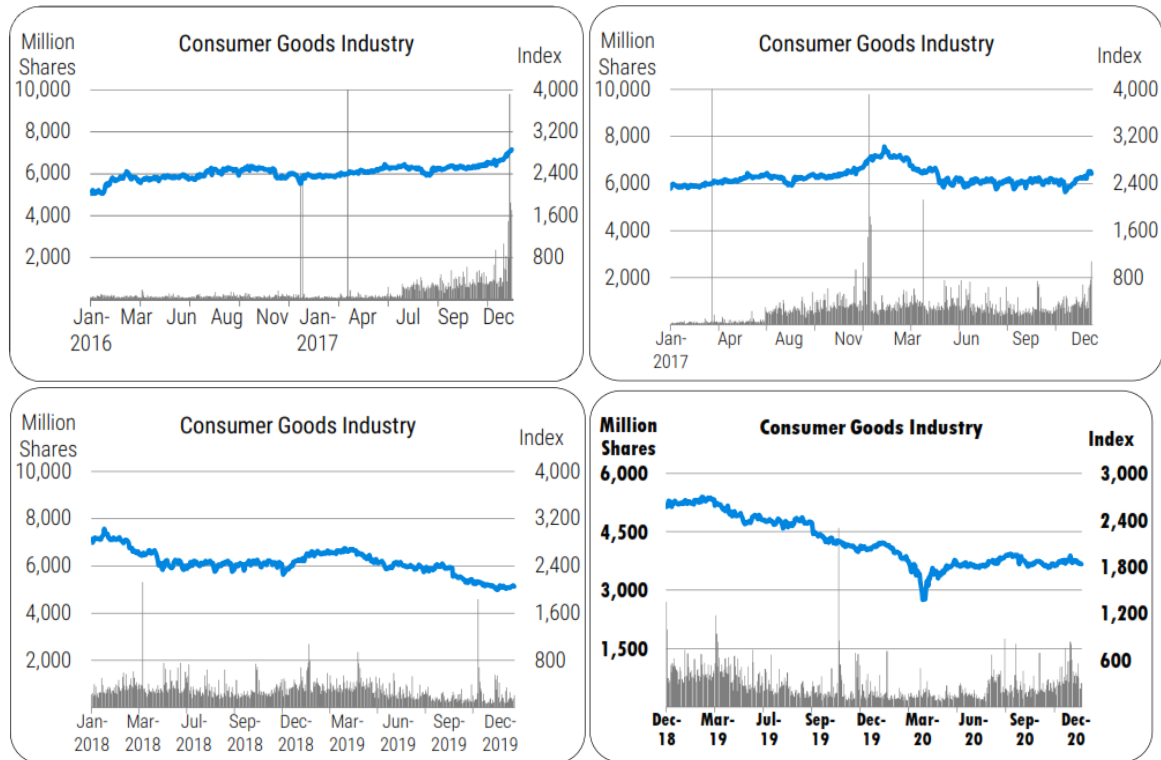 Consumer Goods Industry
Million
Shares
Index
10,000
8,000
6,000
4,000
2,000
4,000
3,200
2,400
1,600
800
Jan- Mar Jun Aug Nov Jan- Apr Jul Sep Dec
2016 2017
Consumer Goods Industry
Million
Shares
Index
10,000
8,000
6,000
4,000
2,000
4,000
3,200
2,400
1,600
800
Jan- Apr Aug Nov Mar Jun Sep Dec
2017
Consumer Goods Industry
Million
Shares
Index
10,000
8,000
6,000
4,000
2,000
4,000
3,200
2,400
1,600
800
Jan- Mar- Jul- Sep- Dec- Mar- Jun- Sep- Dec-
2018 2018 2018 2018 2018 2019 2019 2019 2019
Consumer Goods Industry
Million
Shares
Index
6,000
4,500
3,000
1,500
3,000
2,400
1,800
1,200
600
Dec- Mar- Jul- Sep- Dec- Mar- Jun- Sep- Dec-
18 19 19 19 19 20 20 20 20